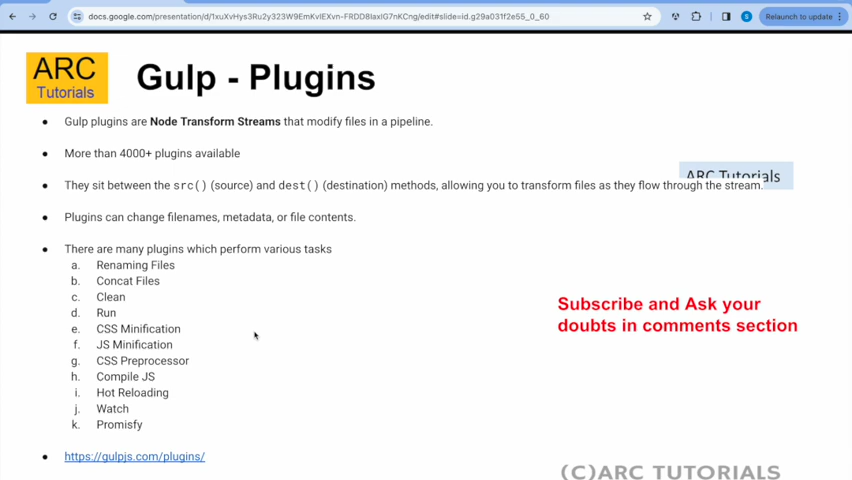 docs.google.com/presentation/d/1xuXvHys3Ru2y323W9EmKvIEXvn-FRDD8IaxlG7nKCng/edit#slide=id.g29a031f2e55_0_60
S
Relaunch to update
ARC
Tutorials
Gulp - Plugins
● Gulp plugins are Node Transform Streams that modify files in a pipeline.
● More than 4000+ plugins available
ARC Tutorials
● They sit between the src() (source) and dest() (destination) methods, allowing you to transform files as they flow through the stream.
● Plugins can change filenames, metadata, or file contents.
● There are many plugins which perform various tasks
a. Renaming Files
b. Concat Files
c. Clean
d. Run
e. CSS Minification
f. JS Minification
g. CSS Preprocessor
h. Compile JS
i. Hot Reloading
j. Watch
k. Promisfy
Subscribe and Ask your
doubts in comments section
● https://gulpjs.com/plugins/
(C)ARC TUTORIALS